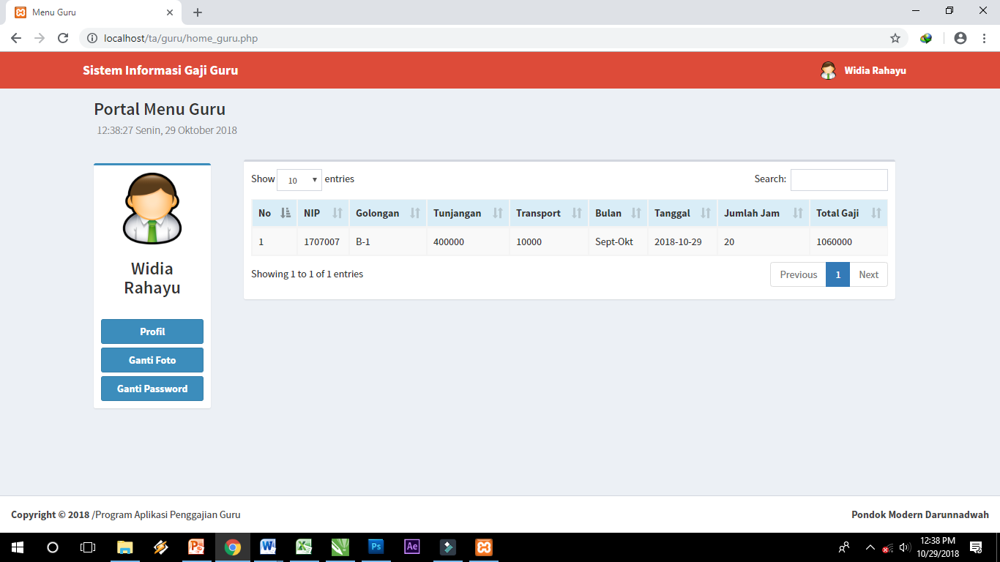 Menu Guru
localhost/ta/guru/home_guru.php
Sistem Informasi Gaji Guru
Widia Rahayu
Portal Menu Guru
12:38:27 Senin, 29 Oktober 2018
Widia
Rahayu
Profil
Ganti Foto
Ganti Password
Show 10 entries
Search:
No NIP Golongan Tunjangan Transport Bulan Tanggal Jumlah Jam Total Gaji
1 1707007 B-1 400000 10000 Sept-Okt 2018-10-29 20 1060000
Showing 1 to 1 of 1 entries
Previous 1 Next
Copyright © 2018 /Program Aplikasi Penggajian Guru
Pondok Modern Darunnadwah
Ps
Ae
12:38 PM
10/29/2018